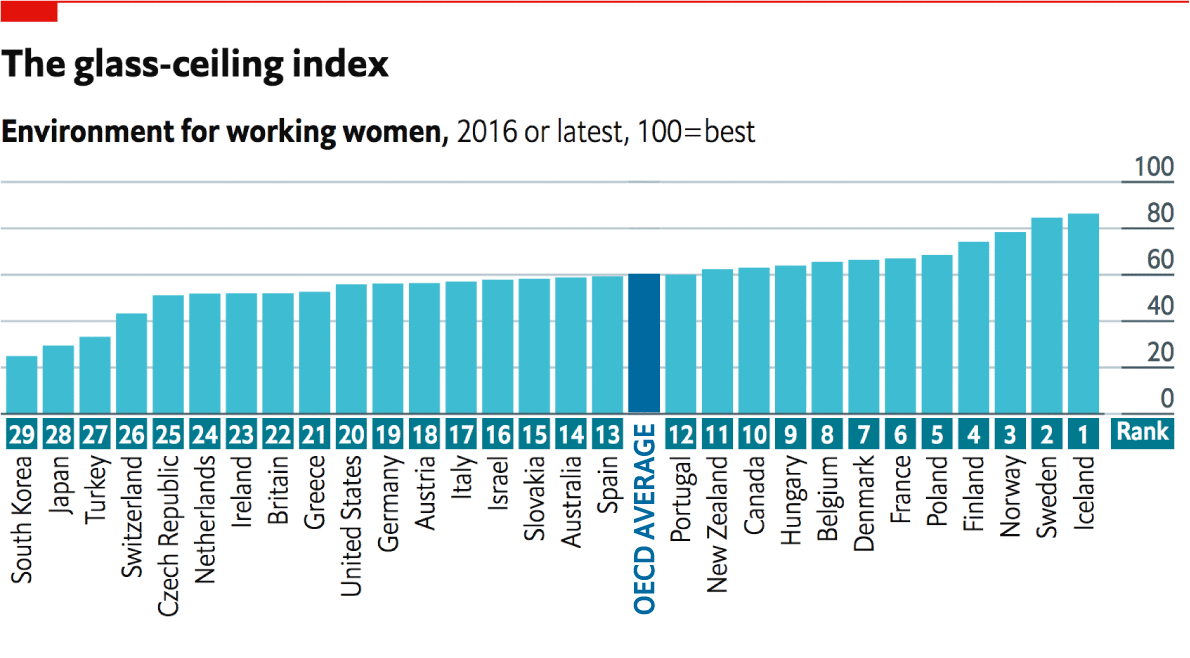 The glass-ceiling index
Environment for working women, 2016 or latest, 100=best
100
80
60
40
20
0
29 28 27 26 25 24 23 22 21 20 19 18 17 16 15 14 13 12 11 10 9 8 7 6 5 4 3 2 1 Rank
South Korea
Japan
Turkey
Switzerland
Czech Republic
Netherlands
Ireland
Britain
Greece
United States
Germany
Austria
Italy
Israel
Slovakia
Australia
Spain
OECD AVERAGE
Portugal
New Zealand
Canada
Hungary
Belgium
Denmark
France
Poland
Finland
Norway
Sweden
Iceland